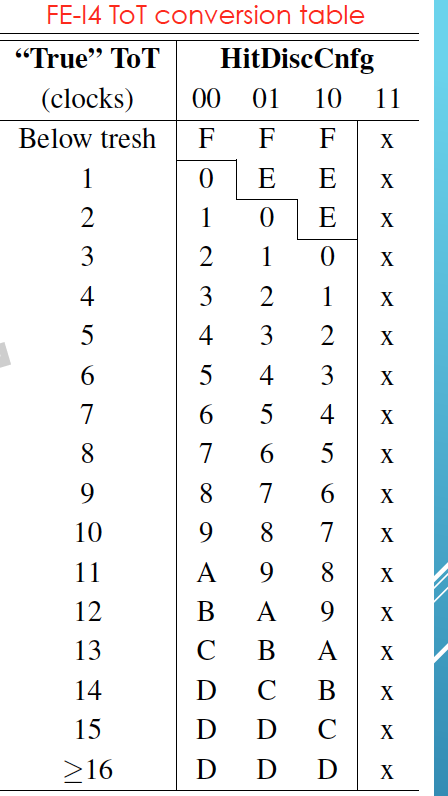 FE-I4 ToT conversion table
“True” ToT HitDiscCnfg
(clocks) 00 01 10 11
Below tresh F F F x
1 0 E E x
2 1 0 E x
3 2 1 0 x
4 3 2 1 x
5 4 3 2 x
6 5 4 3 x
7 6 5 4 x
8 7 6 5 x
9 8 7 6 x
10 9 8 7 x
11 A 9 8 x
12 B A 9 x
13 C B A x
14 D C B x
15 D D C x
≥16 D D D x